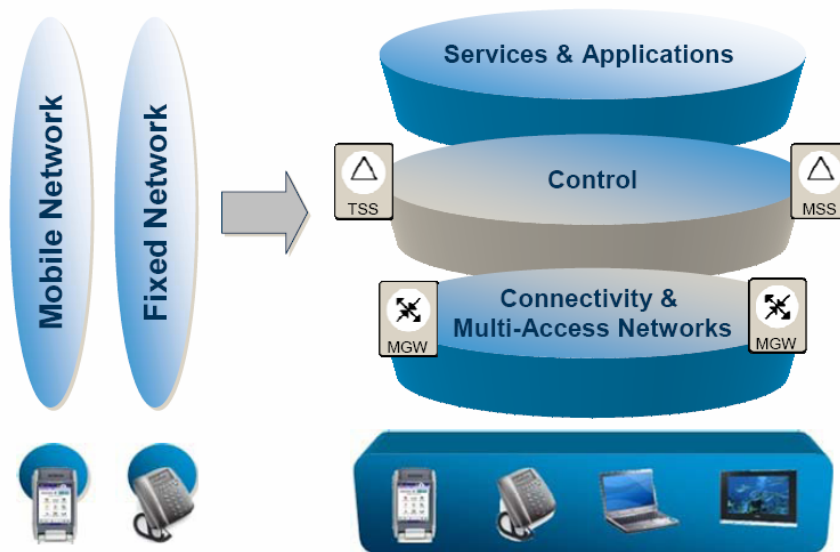 Mobile Network
Fixed Network
Services & Applications
TSS
Control
MSS
MGW
Connectivity &
Multi-Access Networks
MGW